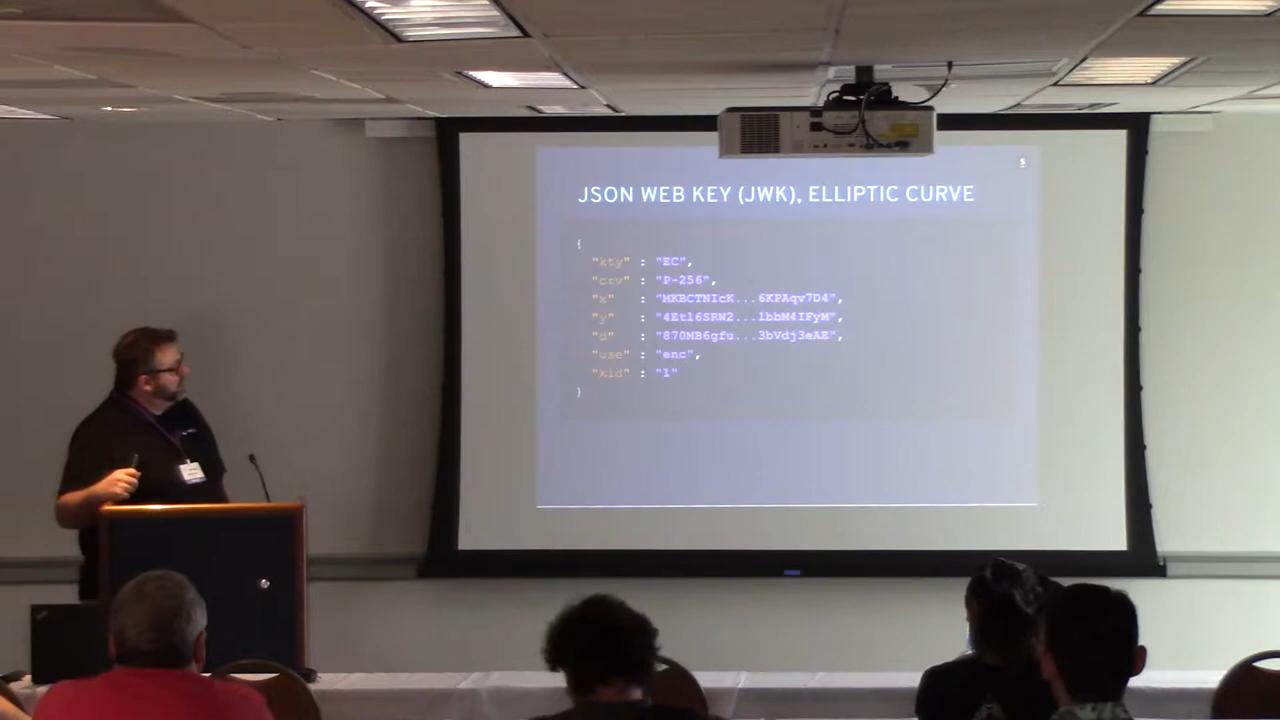 S
JSON WEB KEY (JWK), ELLIPTIC CURVE
{
"kty" : "EC",
"crv" : "P-256",
"x" : "MKBCTNIcK...6KPAqv7D4",
"y" : "4Etl6SRW2...1bbM4IFyM",
"d" : "870MB6gfu...3bVdj3eAE",
"use" : "enc",
"kid" : "1"
}